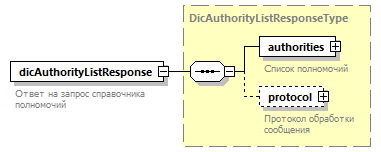 DicAuthorityListResponseType
authorities
Список полномочий
dicAuthorityListResponse
Ответ на запрос справочника
полномочий
protocol
Протокол обработки
сообщения